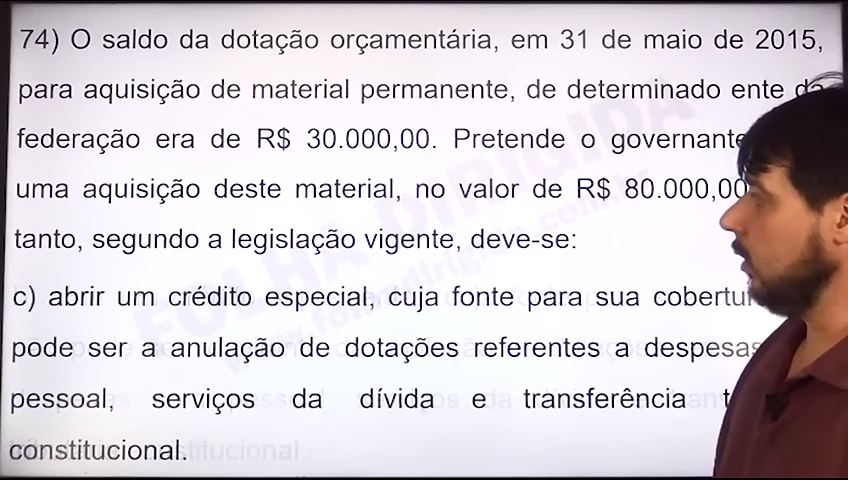 74) O saldo da dotação orçamentária, em 31 de maio de 2015,
para aquisição de material permanente, de determinado ente da
federação era de R$ 30.000,00. Pretende o governante
uma aquisição deste material, no valor de R$ 80.000,00
tanto, segundo a legislação vigente, deve-se:
c) abrir um crédito especial, cuja fonte para sua
pode ser a anulação de dotações referentes a despesas
pessoal, serviços da dívida e transferência
constitucional.
FOLHA DIRIGIDA